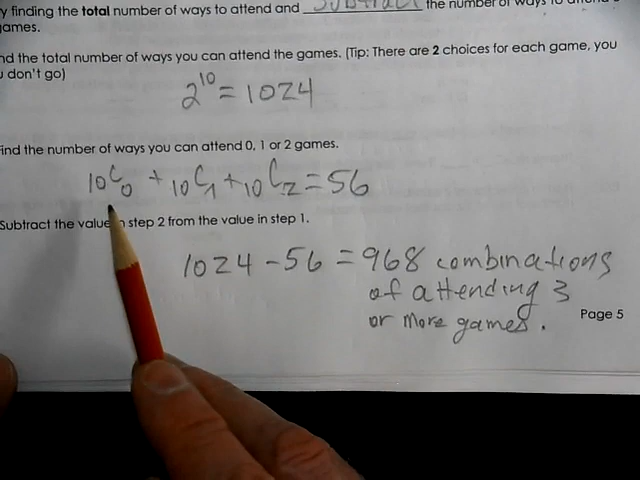 y finding the total number of ways to attend and subtract the number of ways to attend
games.
nd the total number of ways you can attend the games. (Tip: There are 2 choices for each game, you
don't go)
2^10 = 1024
Find the number of ways you can attend 0, 1 or 2 games.
10C0 + 10C1 + 10C2 = 56
Subtract the value in step 2 from the value in step 1.
1024 - 56 = 968 combinations
of attending 3
or more games.
Page 5